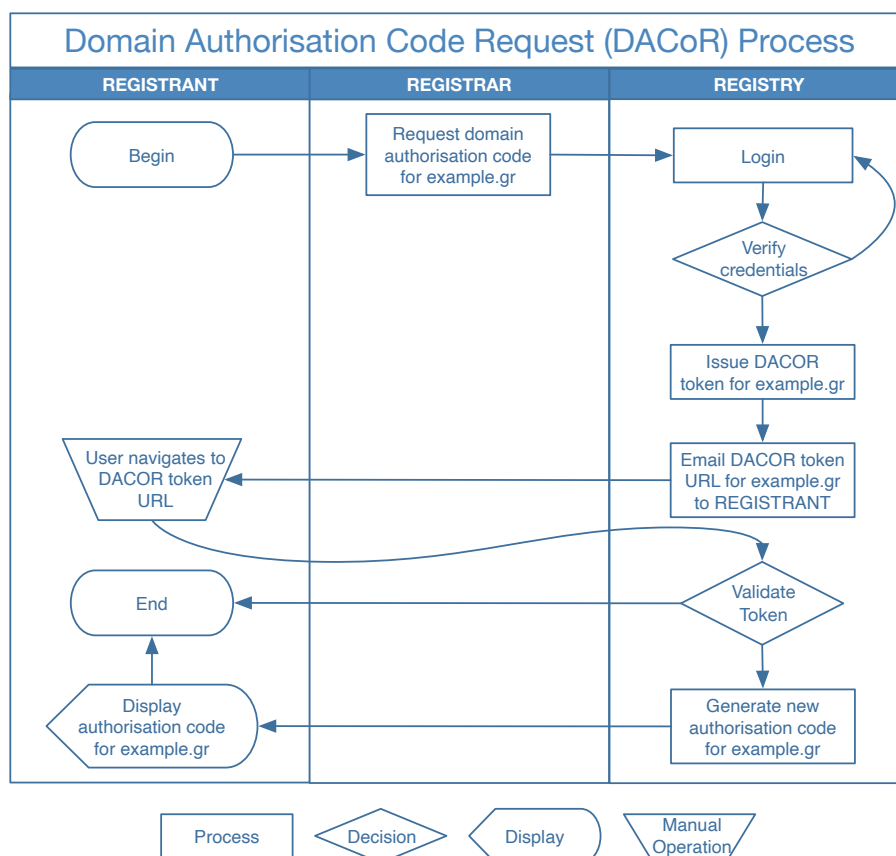 Domain Authorisation Code Request (DACoR) Process
REGISTRANT
REGISTRAR
REGISTRY
Begin
Request domain
authorisation code
for example.gr
Login
Verify
credentials
Issue DACOR
token for example.gr
User navigates to
DACOR token
URL
Email DACOR token
URL for example.gr
to REGISTRANT
End
Validate
Token
Display
authorisation code
for example.gr
Generate new
authorisation code
for example.gr
Process
Decision
Display
Manual
Operation